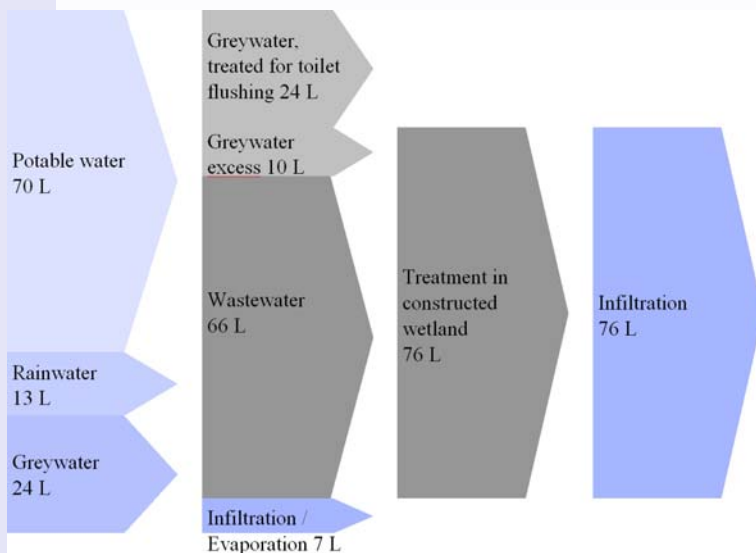 Potable water
70 L
Rainwater
13 L
Greywater
24 L
Greywater,
treated for toilet
flushing 24 L
Greywater
excess 10 L
Wastewater
66 L
Infiltration /
Evaporation 7 L
Treatment in
constructed
wetland
76 L
Infiltration
76 L